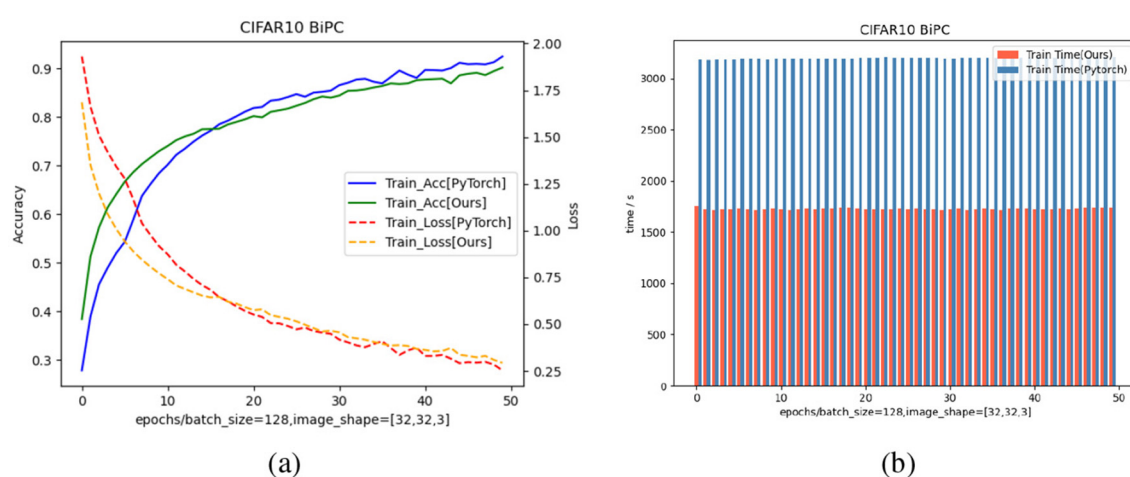 CIFAR10 BiPC
2.00
0.9
1.75
0.8
1.50
0.7
Train_Acc[PyTorch]
Train_Acc[Ours]
Train_Loss[PyTorch]
Train_Loss[Ours]
1.25
Accuracy
Loss
0.6
1.00
0.5
0.75
0.4
0.50
0.3
0.25
0 10 20 30 40 50
epochs/batch_size=128,image_shape=[32,32,3]
(a)
CIFAR10 BiPC
Train Time(Ours)
Train Time(Pytorch)
3000
2500
2000
time / s
1500
1000
500
0
0 10 20 30 40 50
epochs/batch_size=128,image_shape=[32,32,3]
(b)